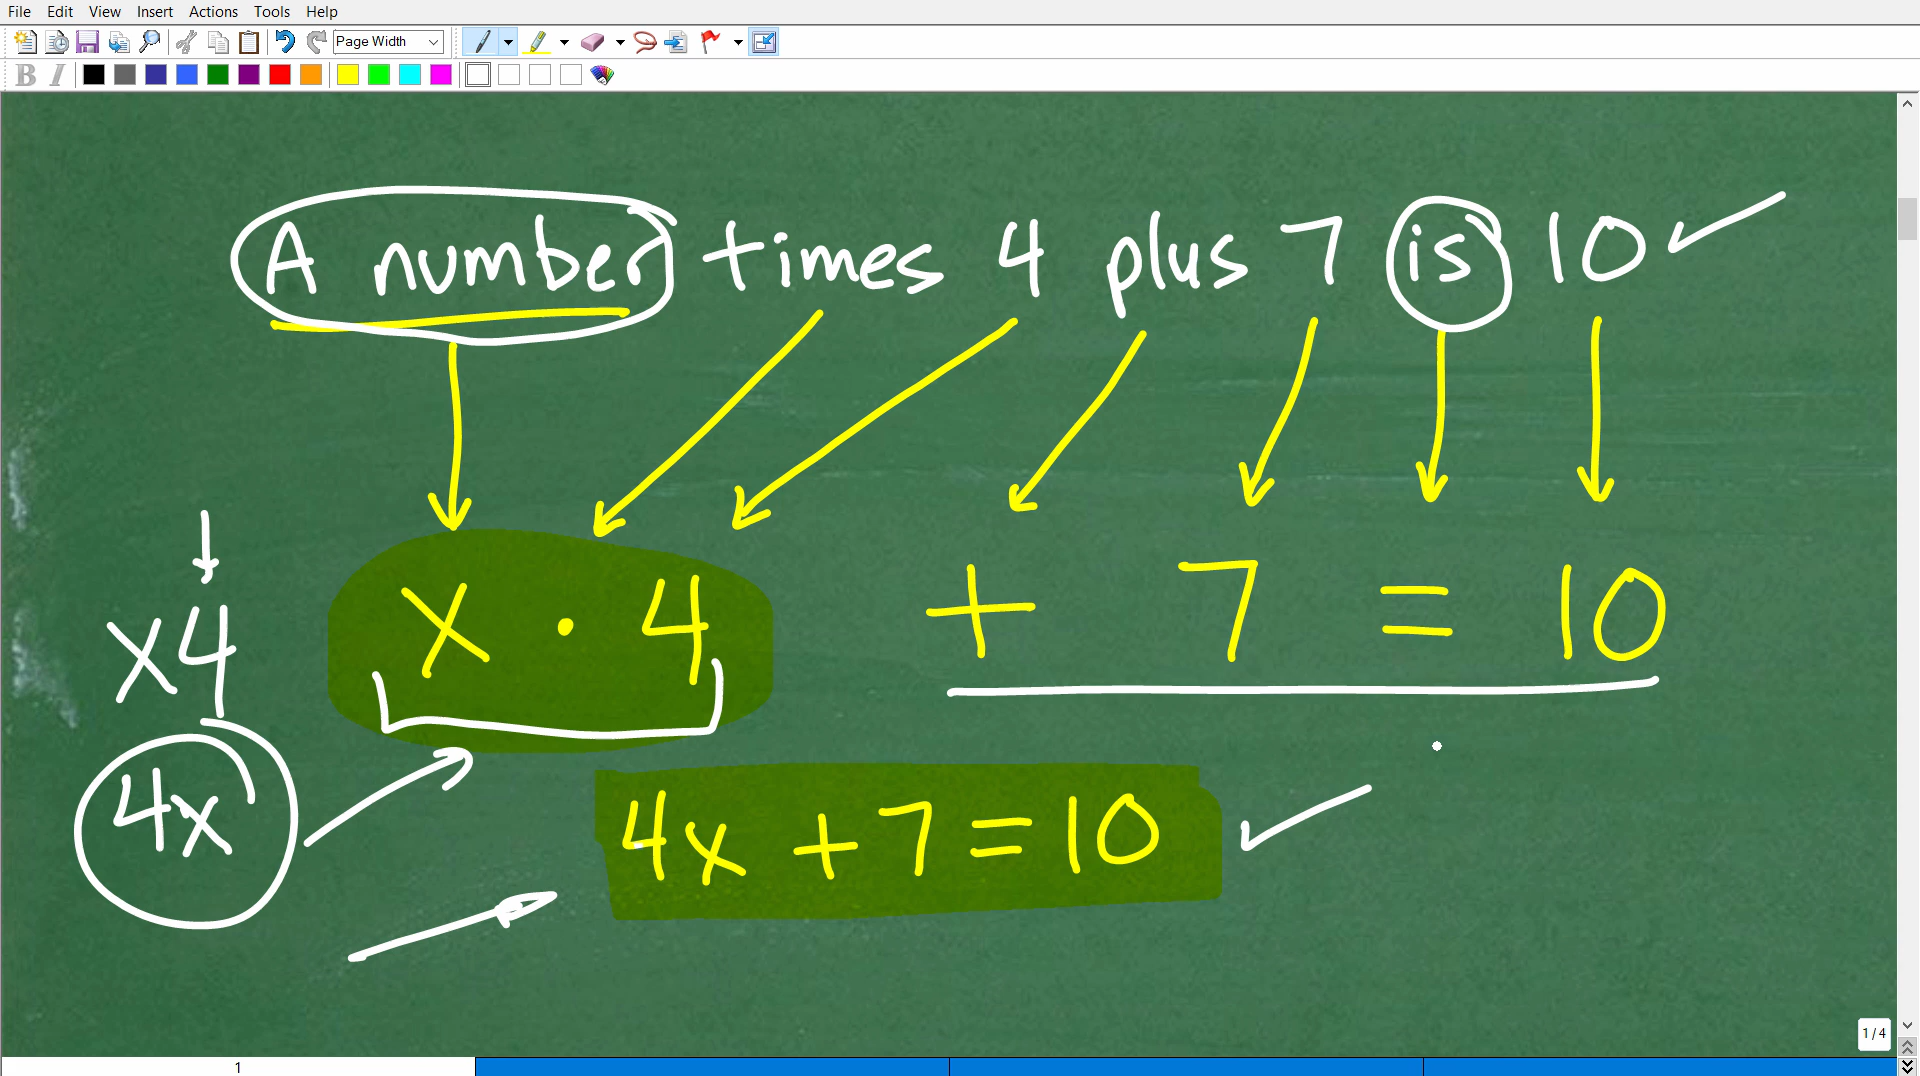 File Edit View Insert Actions Tools Help
Page Width
B I
A number times 4 plus 7 is 10
x4
x · 4 + 7 = 10
4x
4x + 7 = 10
1 / 4
1